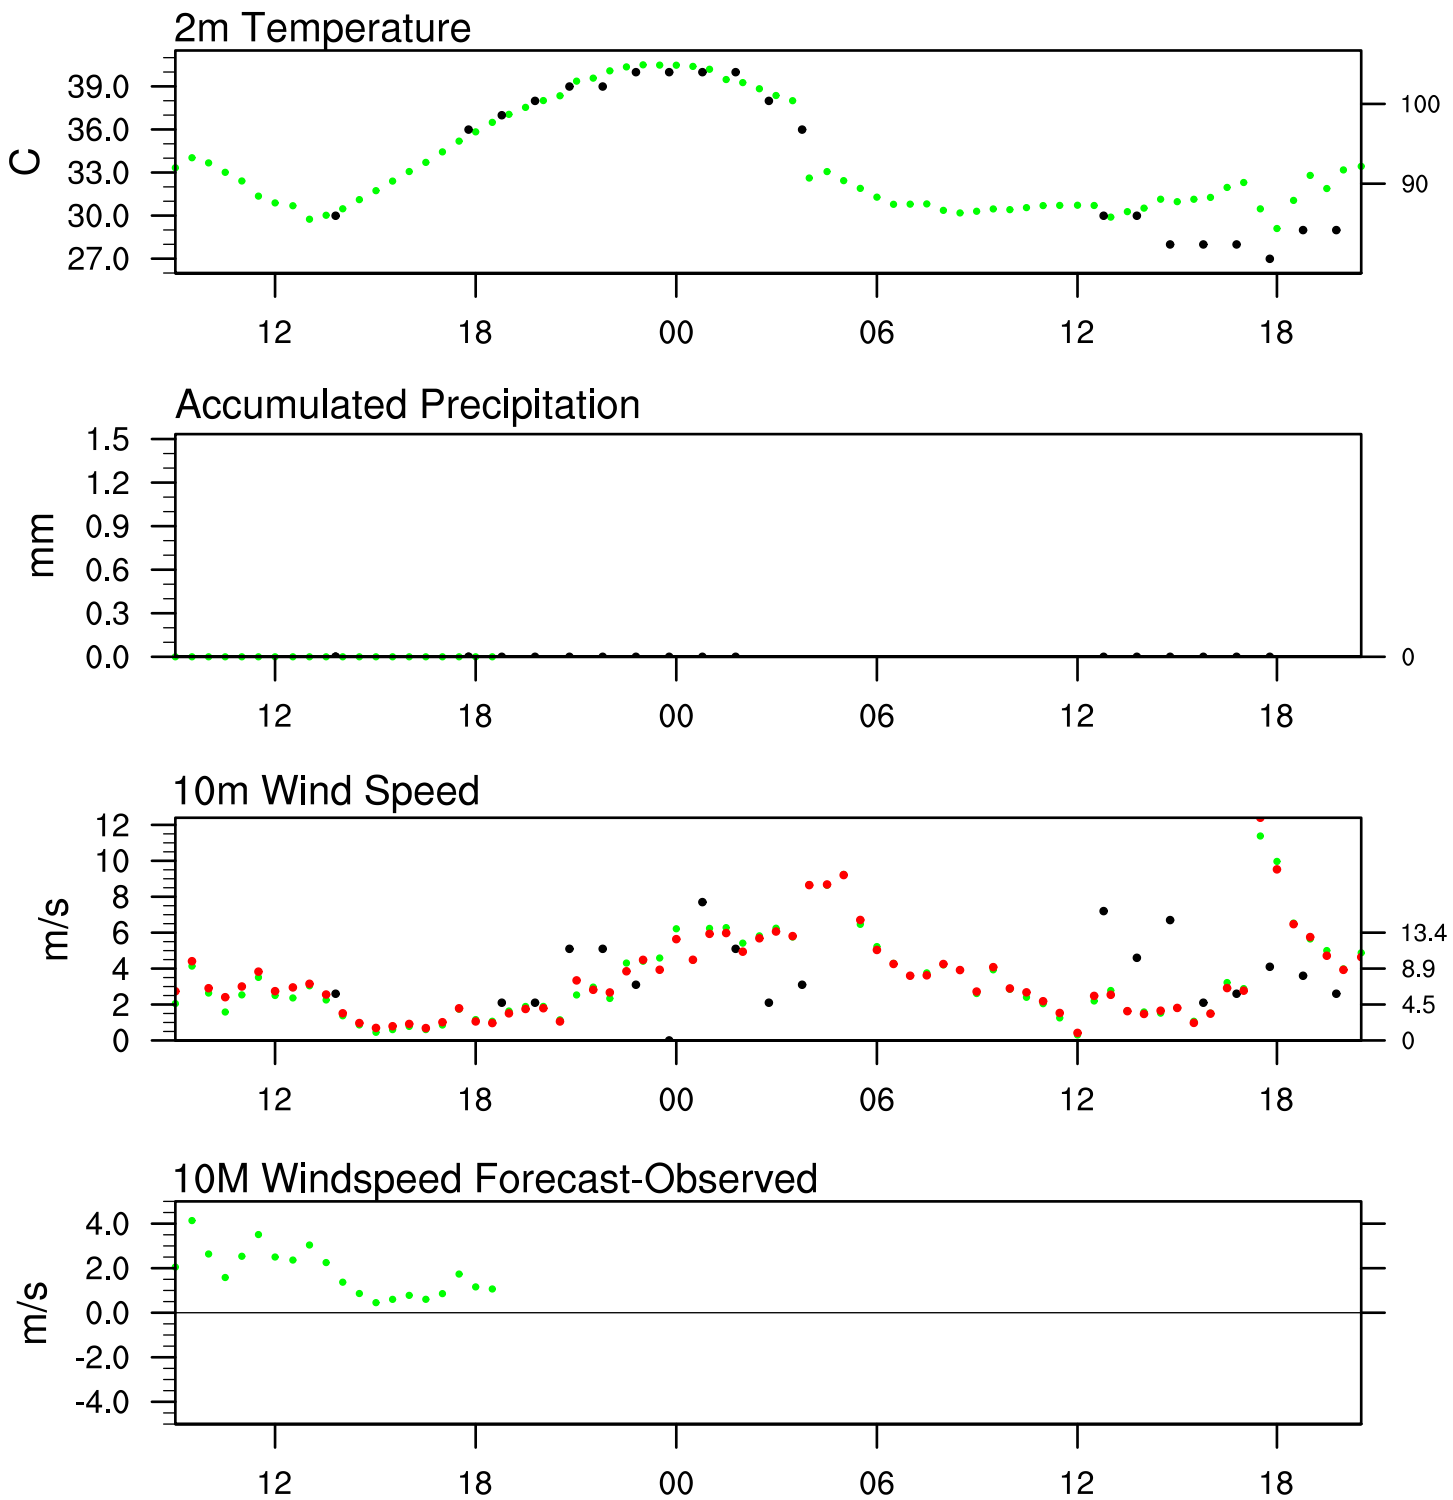 2m Temperature
39.0
36.0
33.0
30.0
27.0
C
100
90
12 18 00 06 12 18
Accumulated Precipitation
1.5
1.2
0.9
0.6
0.3
0.0
mm
0
12 18 00 06 12 18
10m Wind Speed
12
10
8
6
4
2
0
m/s
13.4
8.9
4.5
0
12 18 00 06 12 18
10M Windspeed Forecast-Observed
4.0
2.0
0.0
-2.0
-4.0
m/s
12 18 00 06 12 18